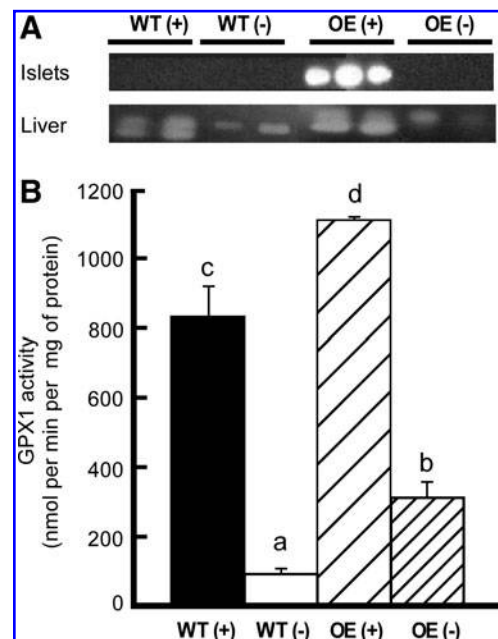 A
WT (+) WT (-) OE (+) OE (-)
Islets
Liver
B
GPX1 activity
(nmol per min per mg of protein)
1200
1000
800
600
400
200
0
c
a
d
b
WT (+) WT (-) OE (+) OE (-)